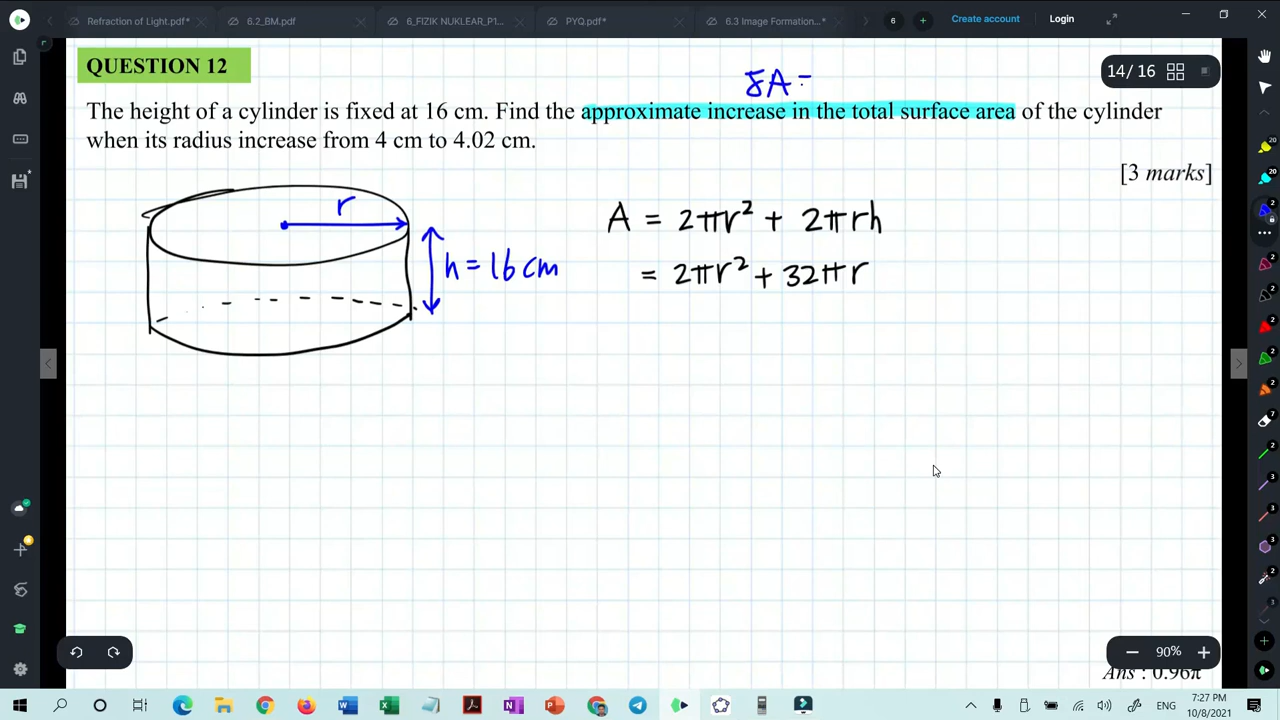 Refraction of Light.pdf*
6.2_BM.pdf
6_FIZIK NUKLEAR_P1...
PYQ.pdf*
6.3 Image Formation...*
6
Create account
Login
QUESTION 12
14/ 16
δA =
The height of a cylinder is fixed at 16 cm. Find the approximate increase in the total surface area of the cylinder
when its radius increase from 4 cm to 4.02 cm.
[3 marks]
r
h = 16 cm
A = 2πr² + 2πrh
= 2πr² + 32πr
90%
Ans : 0.96π
ENG
7:27 PM
10/8/2021